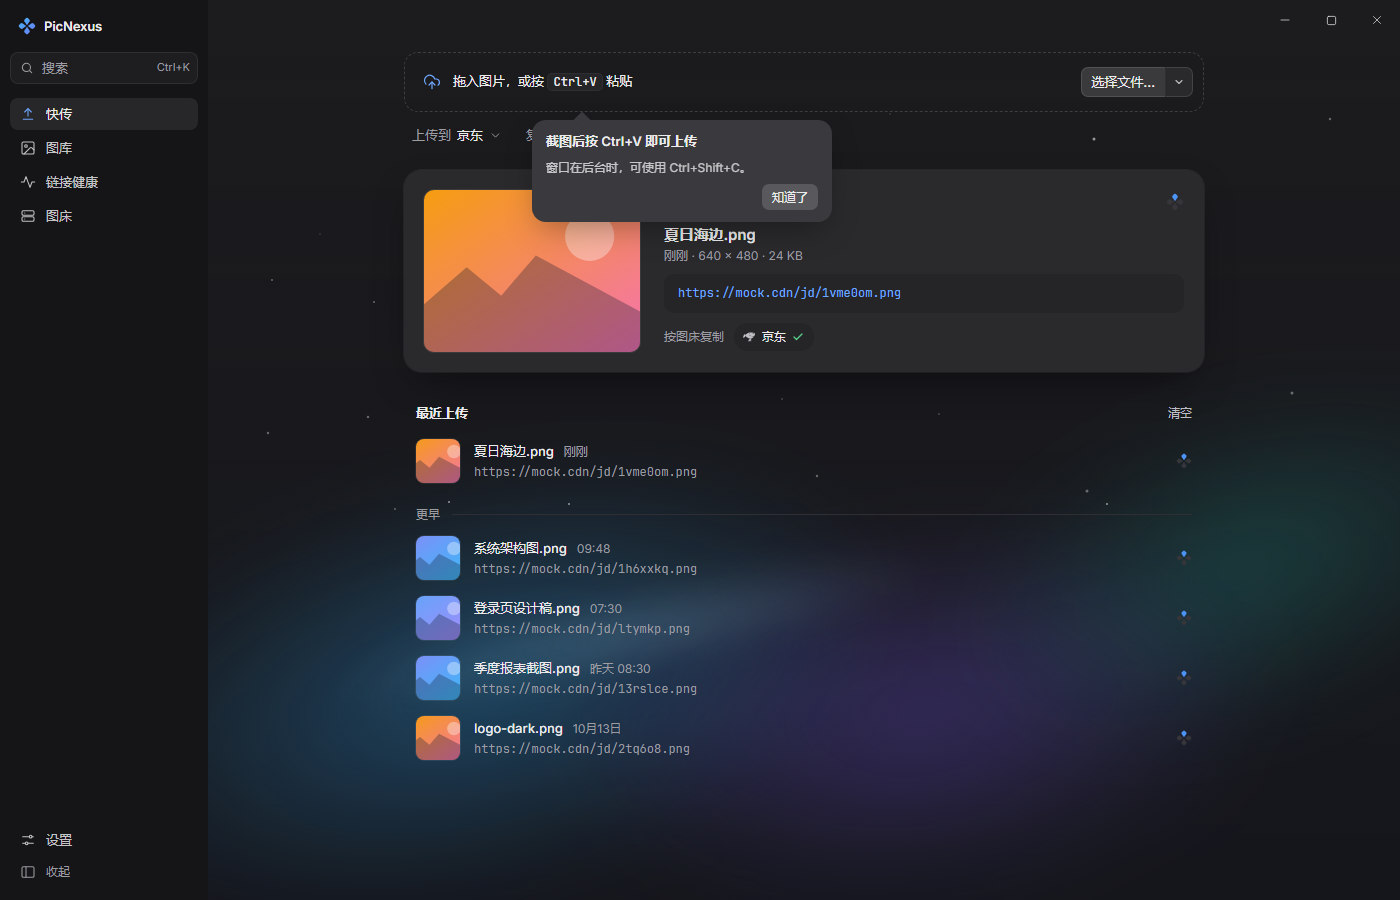 PicNexus
搜索 Ctrl+K
快传
图库
链接健康
图床
设置
收起
拖入图片，或按 Ctrl+V 粘贴
选择文件...
上传到 京东
截图后按 Ctrl+V 即可上传
窗口在后台时，可使用 Ctrl+Shift+C。
知道了
夏日海边.png
刚刚 · 640 × 480 · 24 KB
https://mock.cdn/jd/1vme0om.png
按图床复制 京东
最近上传 清空
夏日海边.png 刚刚
https://mock.cdn/jd/1vme0om.png
更早
系统架构图.png 09:48
https://mock.cdn/jd/1h6xxkq.png
登录页设计稿.png 07:30
https://mock.cdn/jd/ltymkp.png
季度报表截图.png 昨天 08:30
https://mock.cdn/jd/13rslce.png
logo-dark.png 10月13日
https://mock.cdn/jd/2tq6o8.png